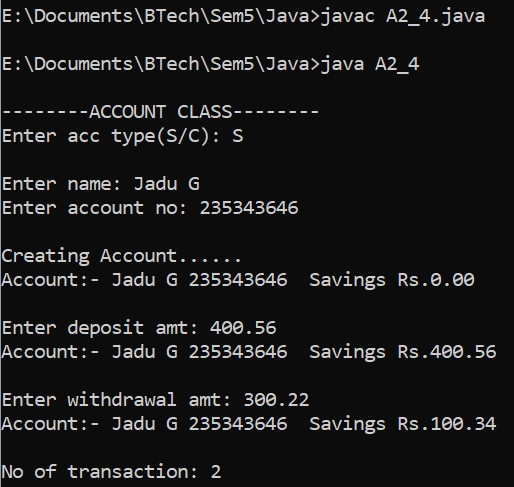 E:\Documents\BTech\Sem5\Java>javac A2_4.java
E:\Documents\BTech\Sem5\Java>java A2_4
--------ACCOUNT CLASS--------
Enter acc type(S/C): S
Enter name: Jadu G
Enter account no: 235343646
Creating Account......
Account:- Jadu G 235343646  Savings Rs.0.00
Enter deposit amt: 400.56
Account:- Jadu G 235343646  Savings Rs.400.56
Enter withdrawal amt: 300.22
Account:- Jadu G 235343646  Savings Rs.100.34
No of transaction: 2